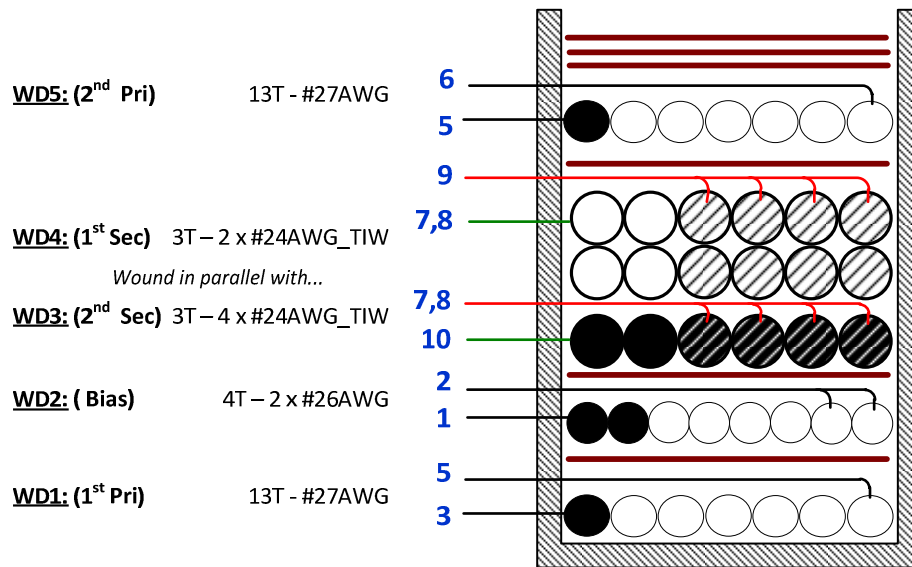 WD5: (2nd Pri) 13T - #27AWG
6
5
9
7,8
WD4: (1st Sec) 3T – 2 x #24AWG_TIW
Wound in parallel with...
7,8
WD3: (2nd Sec) 3T – 4 x #24AWG_TIW
10
2
WD2: ( Bias) 4T – 2 x #26AWG
1
5
WD1: (1st Pri) 13T - #27AWG
3